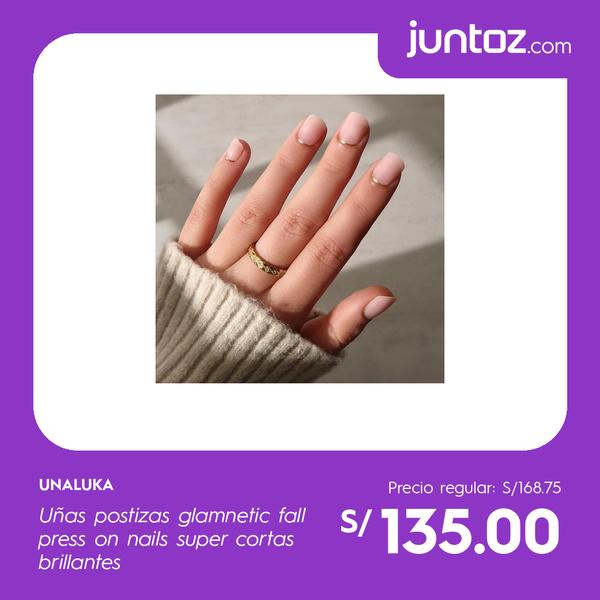 juntoz.com
UNALUKA
Uñas postizas glamnetic fall
press on nails super cortas
brillantes
Precio regular: S/168.75
S/135.00